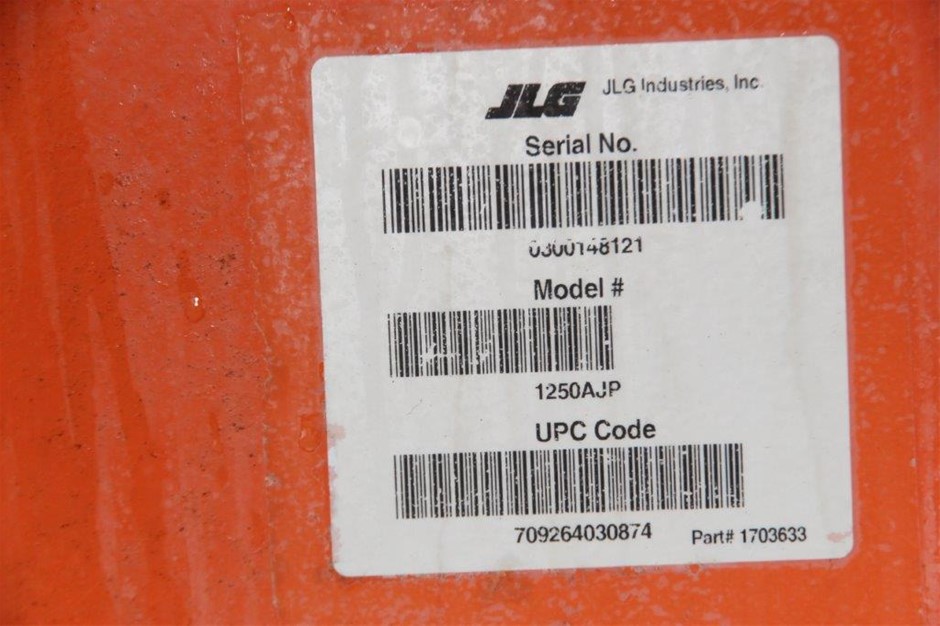 JLG JLG Industries, Inc.
Serial No.
0300148121
Model #
1250AJP
UPC Code
709264030874 Part# 1703633